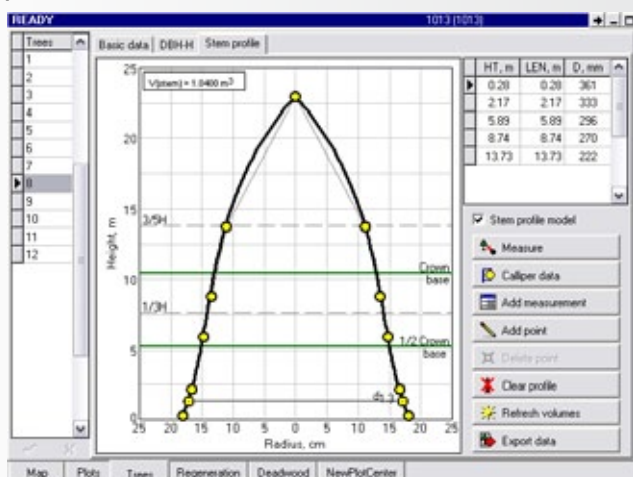 READY 1013 (1013)
Trees
1
2
3
4
5
6
7
8
9
10
11
12
Basic data DBH-H Stem profile
V(stem) = 1.0400 m3
25
20
15
10
5
0
Height, m
3/5H
1/3H
Crown
base
1/2 Crown
base
d1.3
25 20 15 10 5 0 5 10 15 20 25
Radius, cm
HT, m LEN, m D, mm
0.28 0.28 361
2.17 2.17 333
5.89 5.89 296
8.74 8.74 270
13.73 13.73 222
Stem profile model
Measure
Calliper data
Add measurement
Add point
Delete point
Clear profile
Refresh volumes
Export data
Map Plots Trees Regeneration Deadwood NewPlotCenter